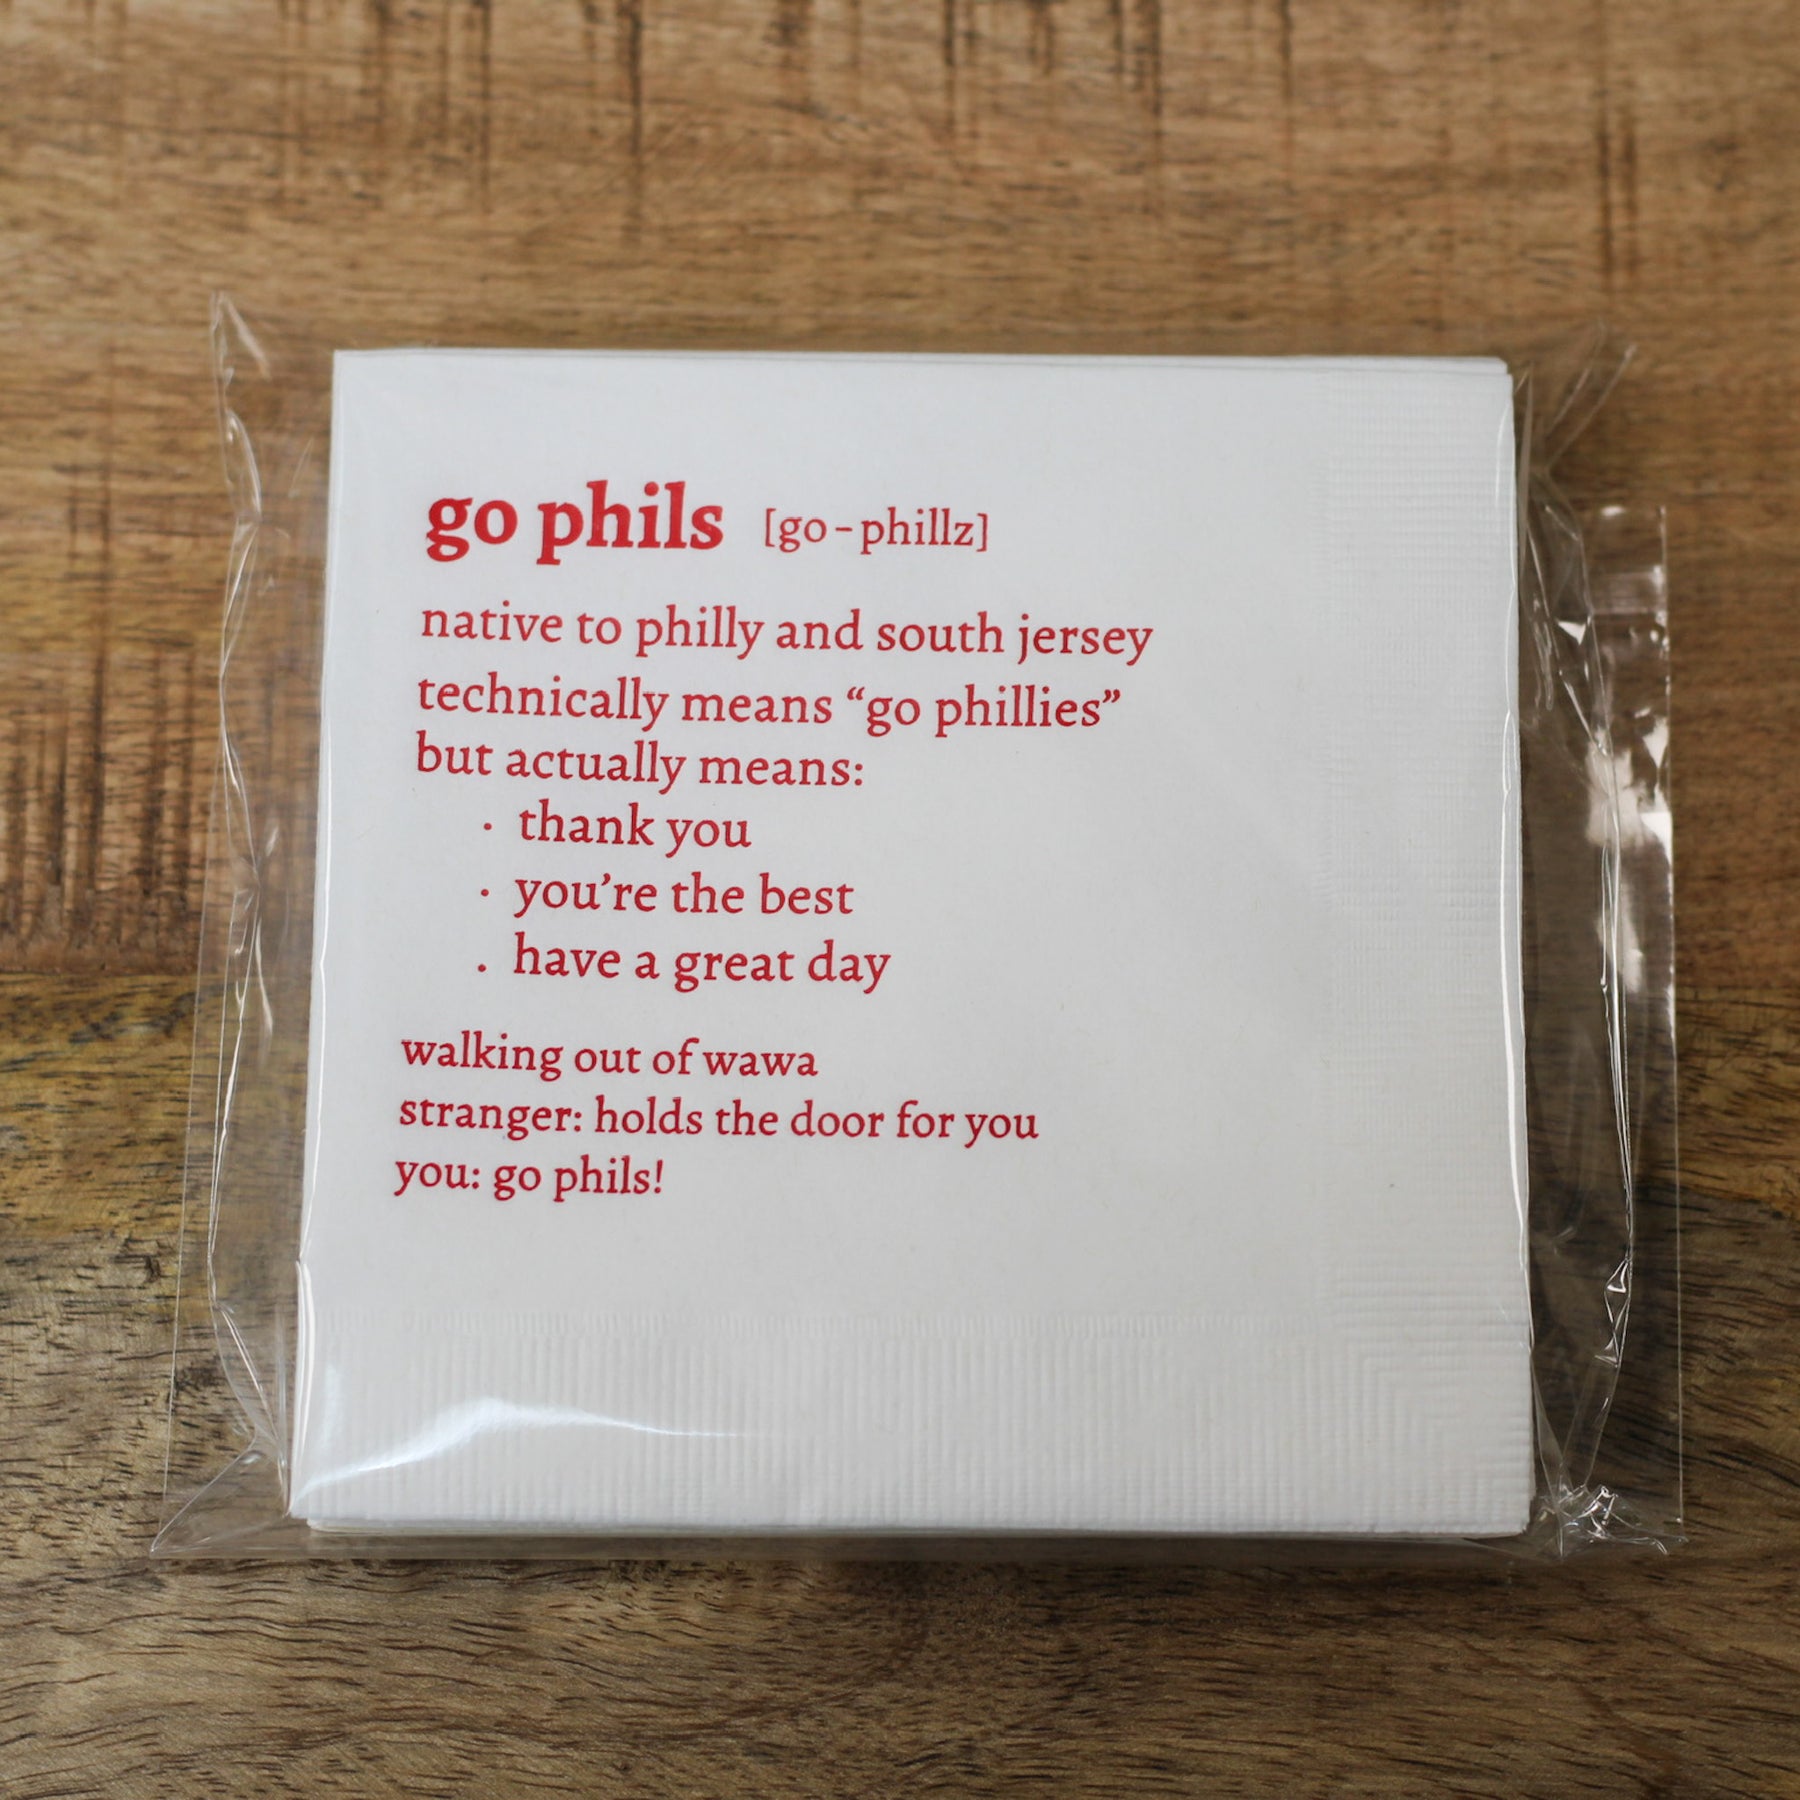 go phils [go-phillz]
native to philly and south jersey
technically means “go phillies”
but actually means:
· thank you
· you’re the best
. have a great day
walking out of wawa
stranger: holds the door for you
you: go phils!